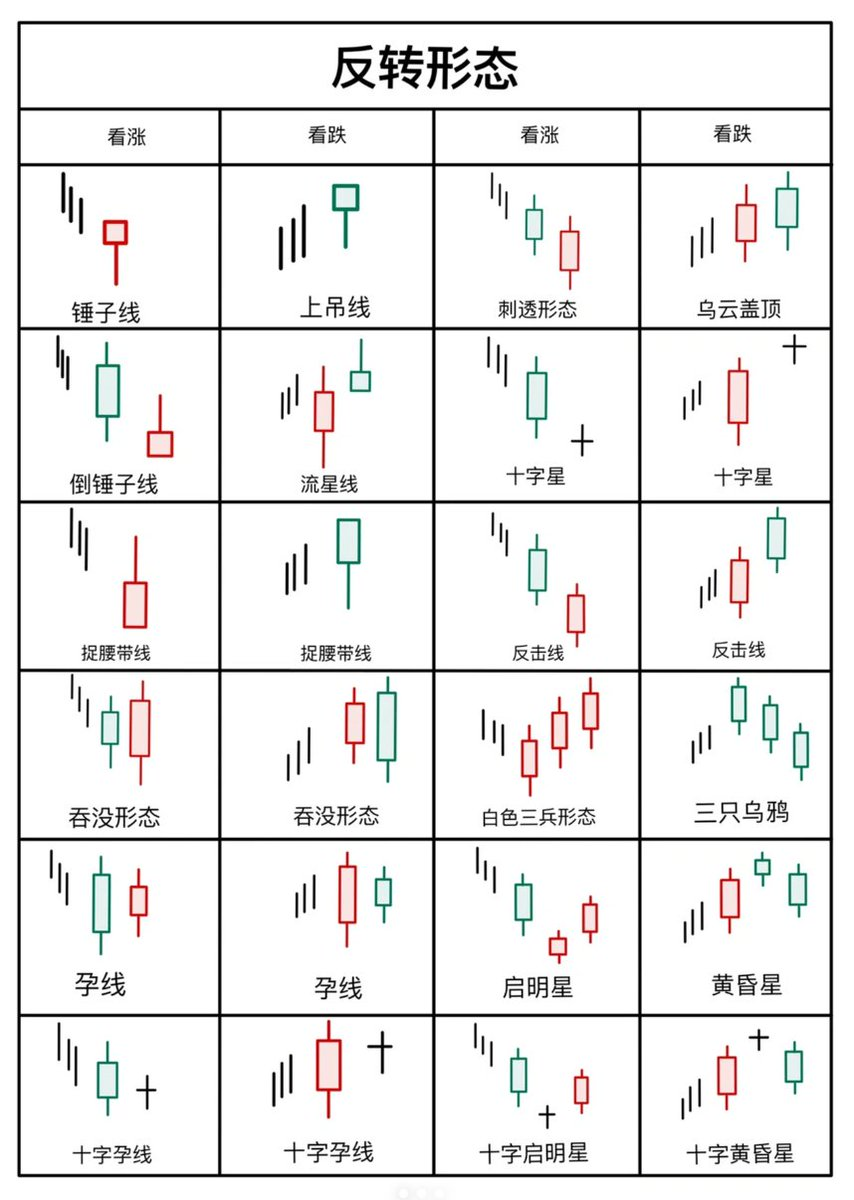 反转形态
看涨
看跌
看涨
看跌
锤子线
上吊线
刺透形态
乌云盖顶
倒锤子线
流星线
十字星
十字星
捉腰带线
捉腰带线
反击线
反击线
吞没形态
吞没形态
白色三兵形态
三只乌鸦
孕线
孕线
启明星
黄昏星
十字孕线
十字孕线
十字启明星
十字黄昏星